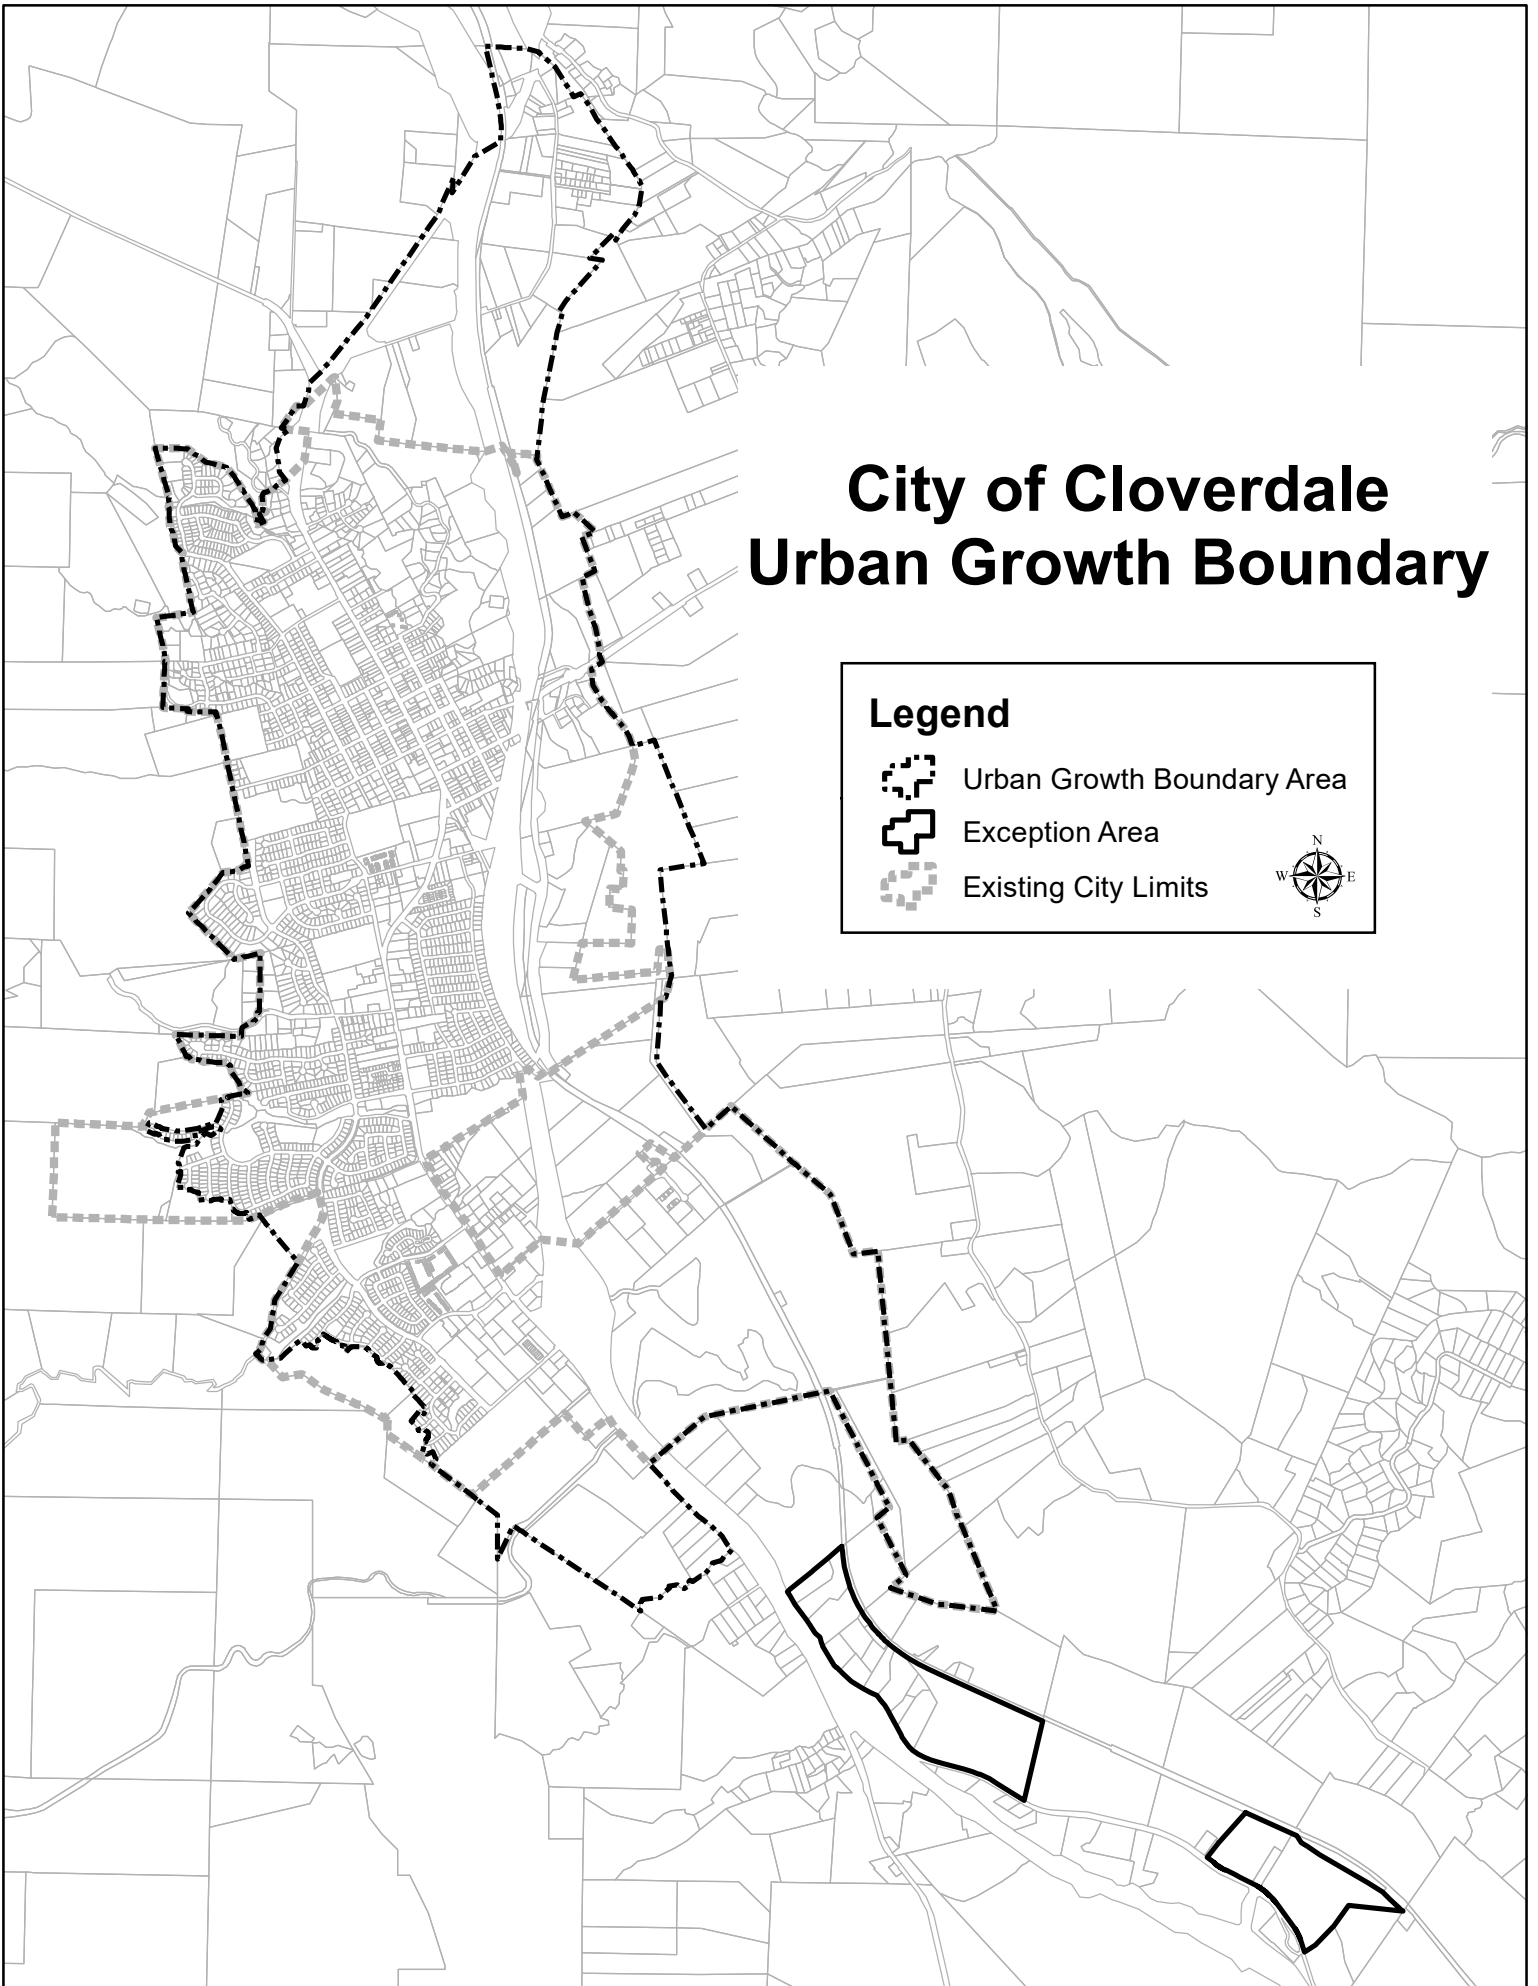 City of Cloverdale
Urban Growth Boundary
Legend
Urban Growth Boundary Area
Exception Area
Existing City Limits
N
W E
S